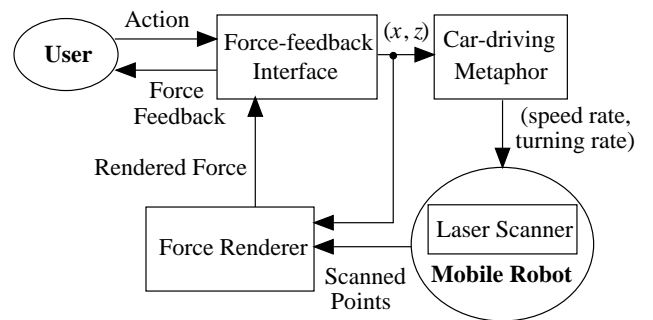 Action
User
Force-feedback
Interface
(x, z)
Car-driving
Metaphor
Force
Feedback
(speed rate,
turning rate)
Rendered Force
Force Renderer
Laser Scanner
Mobile Robot
Scanned
Points